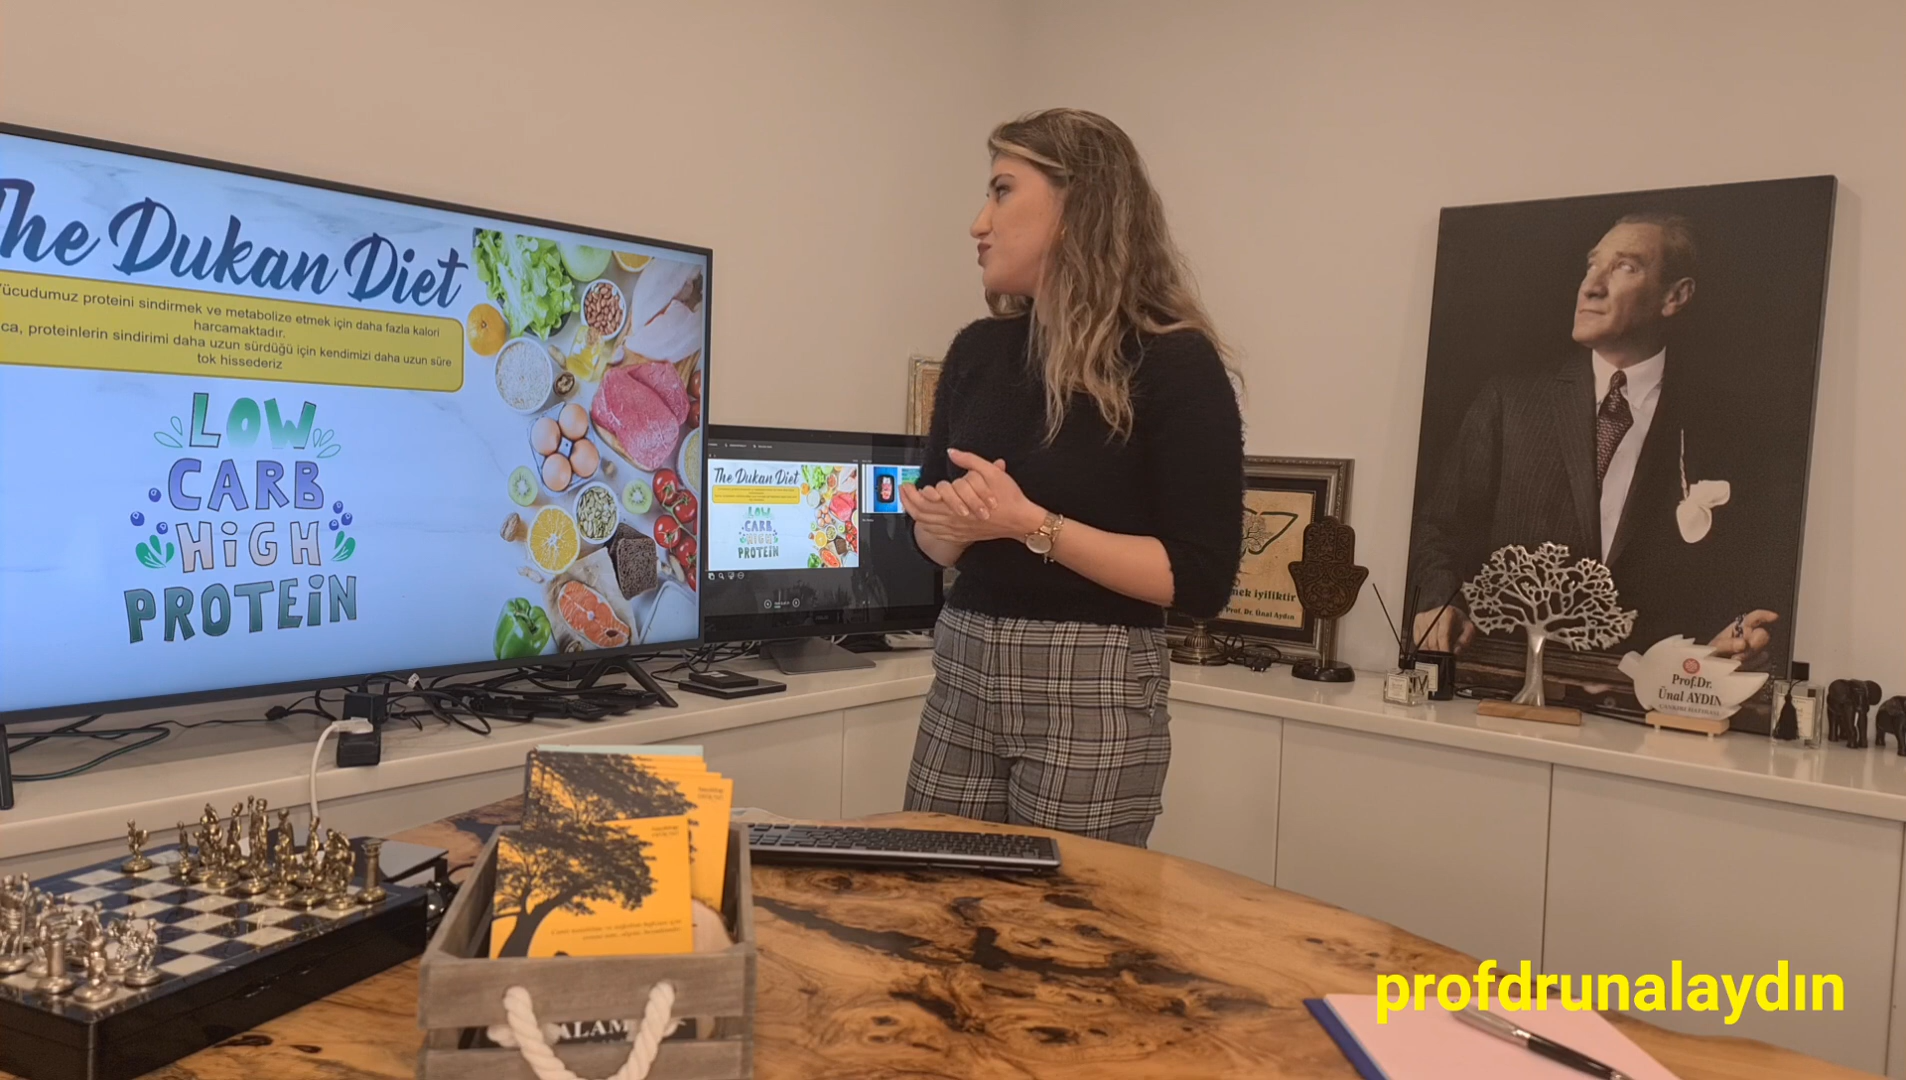 The Dukan Diet
Vücudumuz proteini sindirmek ve metabolize etmek için daha fazla kalori
harcamaktadır.
ca, proteinlerin sindirimi daha uzun sürdüğü için kendimizi daha uzun süre
tok hissederiz
LOW
CARB
HIGH
PROTEIN
The Dukan Diet
LOW
CARB
HIGH
PROTEIN
iyiliktir
Prof. Dr. Ünal Aydın
Prof.Dr.
Ünal AYDIN
ALAM
profdrunalaydın